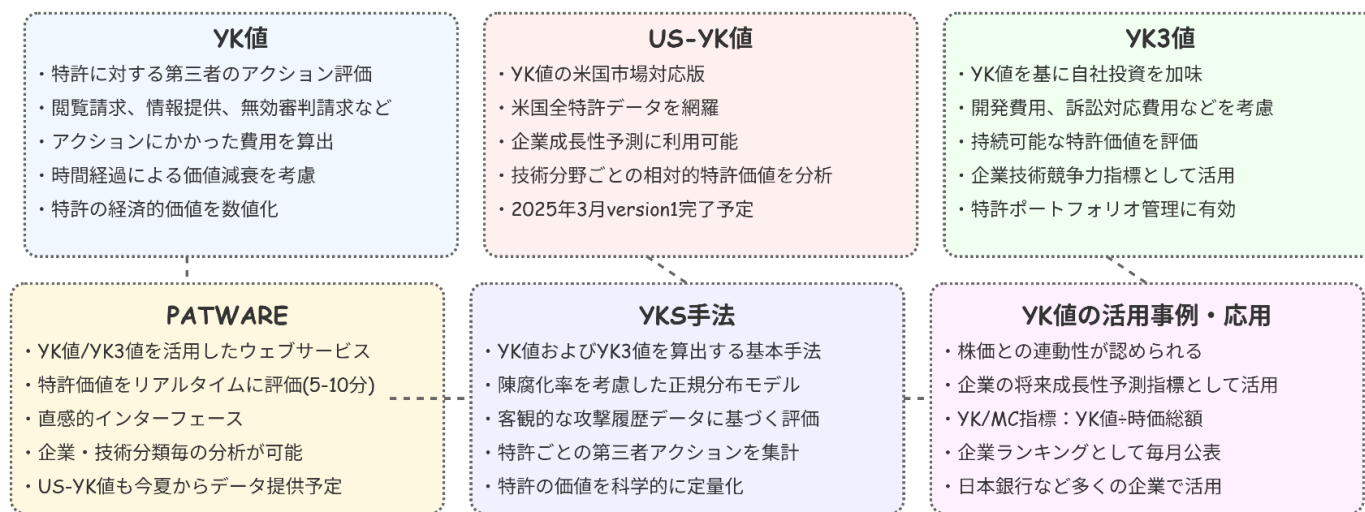 YK値
・特許に対する第三者のアクション評価
・閲覧請求、情報提供、無効審判請求など
・アクションにかかった費用を算出
・時間経過による価値減衰を考慮
・特許の経済的価値を数値化
US-YK値
・YK値の米国市場対応版
・米国全特許データを網羅
・企業成長性予測に利用可能
・技術分野ごとの相対的特許価値を分析
・2025年3月version1完了予定
YK3値
・YK値を基に自社投資を加味
・開発費用、訴訟対応費用などを考慮
・持続可能な特許価値を評価
・企業技術競争力指標として活用
・特許ポートフォリオ管理に有効
PATWARE
・YK値/YK3値を活用したウェブサービス
・特許価値をリアルタイムに評価(5-10分)
・直感的インターフェース
・企業・技術分類毎の分析が可能
・US-YK値も今夏からデータ提供予定
YKS手法
・YK値およびYK3値を算出する基本手法
・陳腐化率を考慮した正規分布モデル
・客観的な攻撃履歴データに基づく評価
・特許ごとの第三者アクションを集計
・特許の価値を科学的に定量化
YK値の活用事例・応用
・株価との連動性が認められる
・企業の将来成長性予測指標として活用
・YK/MC指標：YK値÷時価総額
・企業ランキングとして毎月公表
・日本銀行など多くの企業で活用